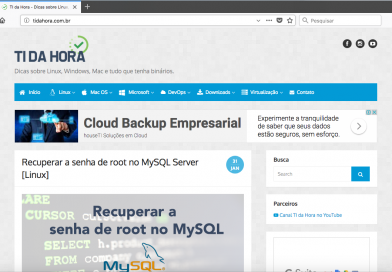 TI Da Hora - Dicas sobre Linux,
tidahora.com.br
Pesquisar
TI DA HORA
Dicas sobre Linux, Windows, Mac e tudo que tenha binários.
Início
Linux
Mac OS
Microsoft
DevOps
Downloads
Virtualização
Contato
Cloud Backup Empresarial
houseTI Soluções em Cloud
Experimente a tranquilidade
de saber que seus dados
estão seguros, sem esforço.
Recuperar a senha de root no MySQL Server
[Linux]
31
JAN
Busca
Search
Parceiros
Canal TI da Hora no YouTube
ARE
CURSOR
Recuperar a
senha de root no MySQL
SELECT h.produc
FROM
MySQL